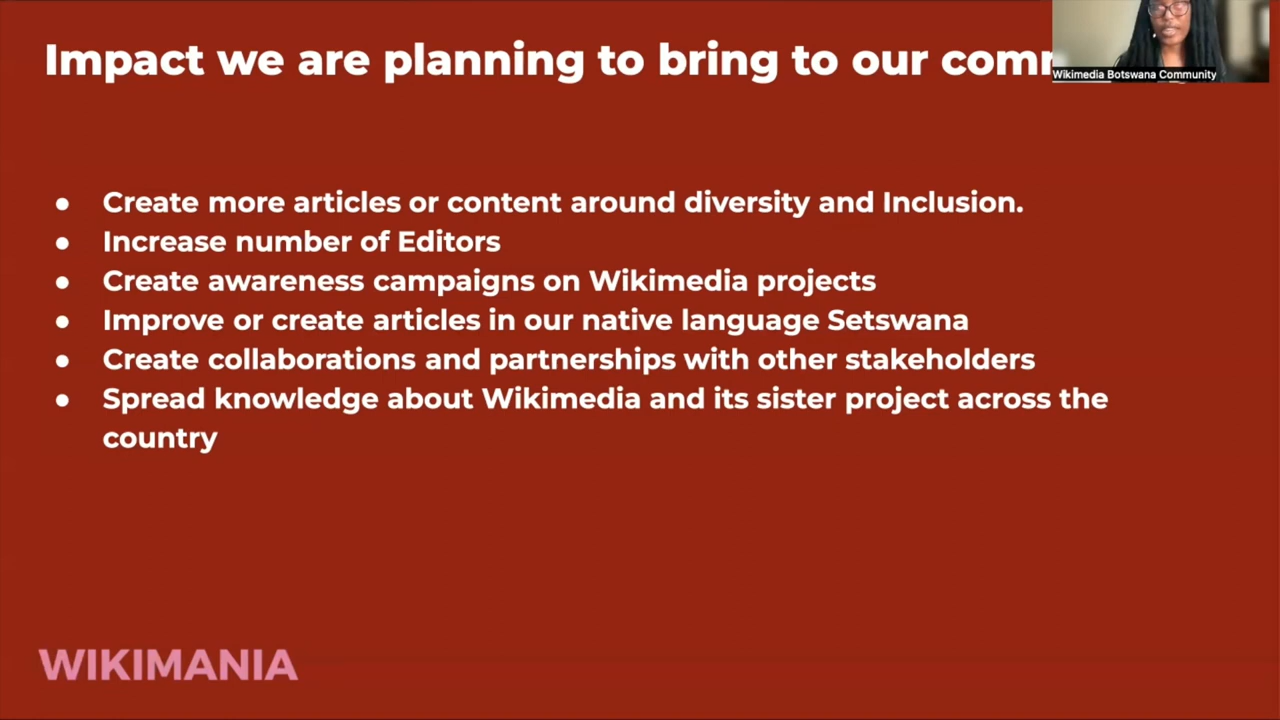 Impact we are planning to bring to our
Wikimedia Botswana Community
● Create more articles or content around diversity and Inclusion.
● Increase number of Editors
● Create awareness campaigns on Wikimedia projects
● Improve or create articles in our native language Setswana
● Create collaborations and partnerships with other stakeholders
● Spread knowledge about Wikimedia and its sister project across the
country
WIKIMANIA